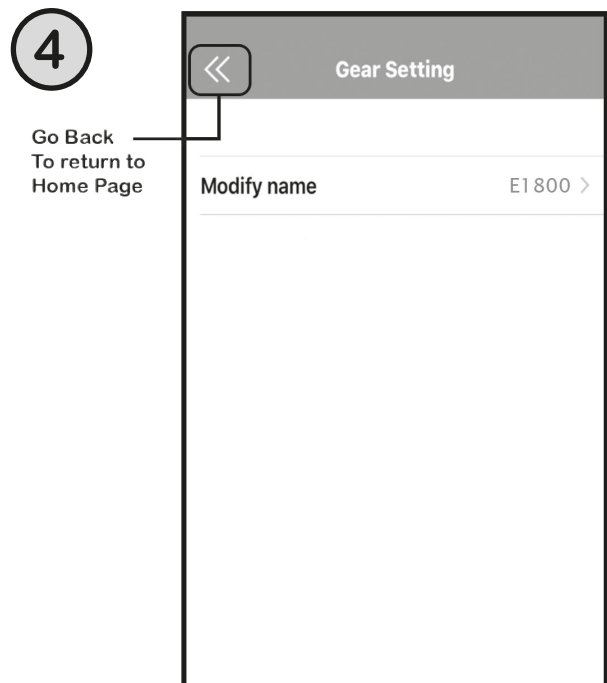 4
Gear Setting
Go Back
To return to
Home Page
Modify name E1800